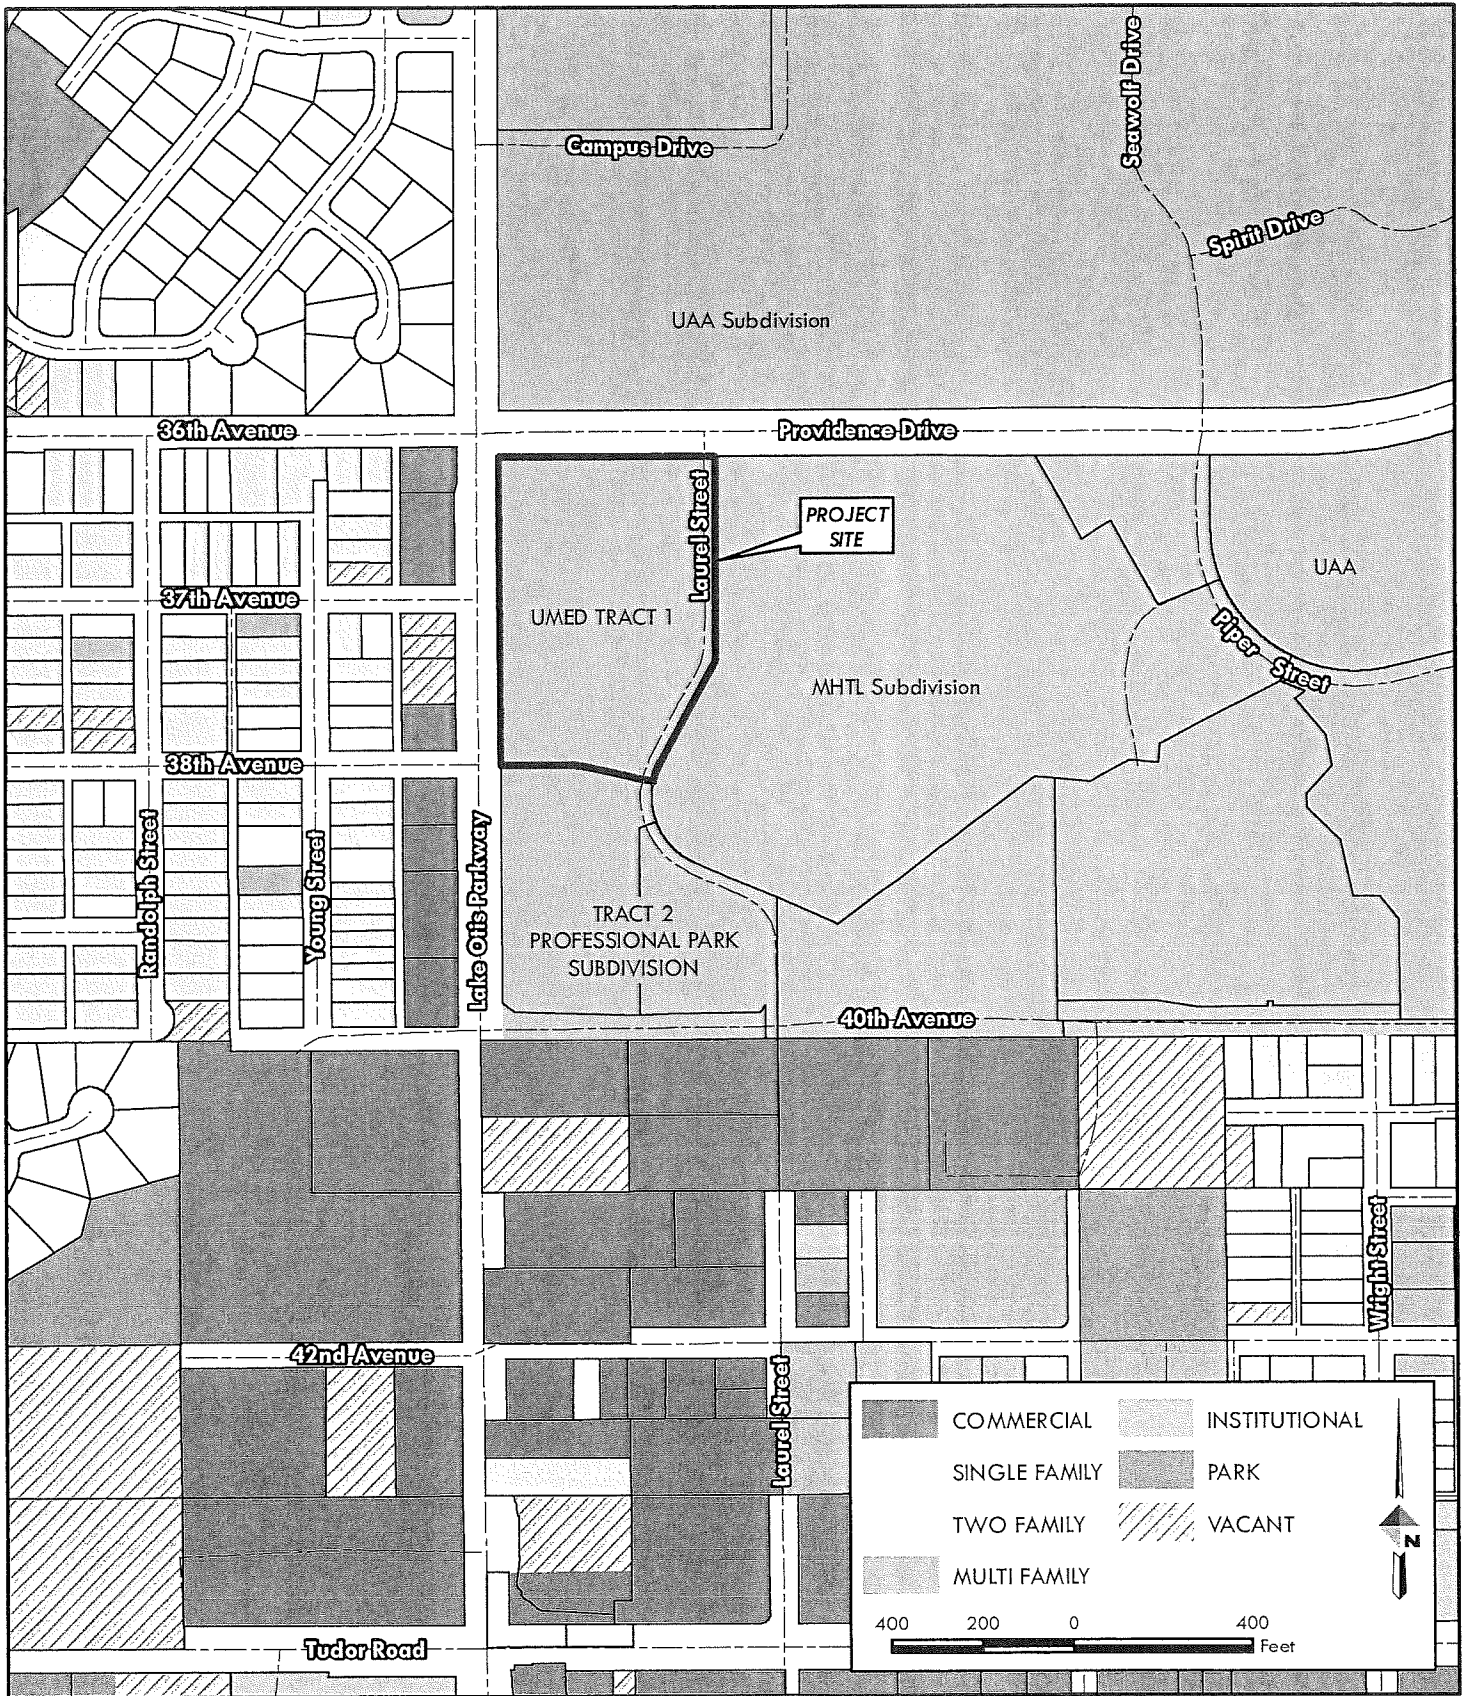 Seawolf Drive
Campus Drive
Spirit Drive
UAA Subdivision
36th Avenue
Providence Drive
Laurel Street
PROJECT
SITE
UAA
37th Avenue
UMED TRACT 1
Piper Street
MHTL Subdivision
38th Avenue
Randolph Street
Young Street
Lake Otis Parkway
TRACT 2
PROFESSIONAL PARK
SUBDIVISION
40th Avenue
Wright Street
42nd Avenue
Laurel Street
COMMERCIAL
INSTITUTIONAL
SINGLE FAMILY
PARK
TWO FAMILY
VACANT
N
MULTI FAMILY
400 200 0 400
Feet
Tudor Road